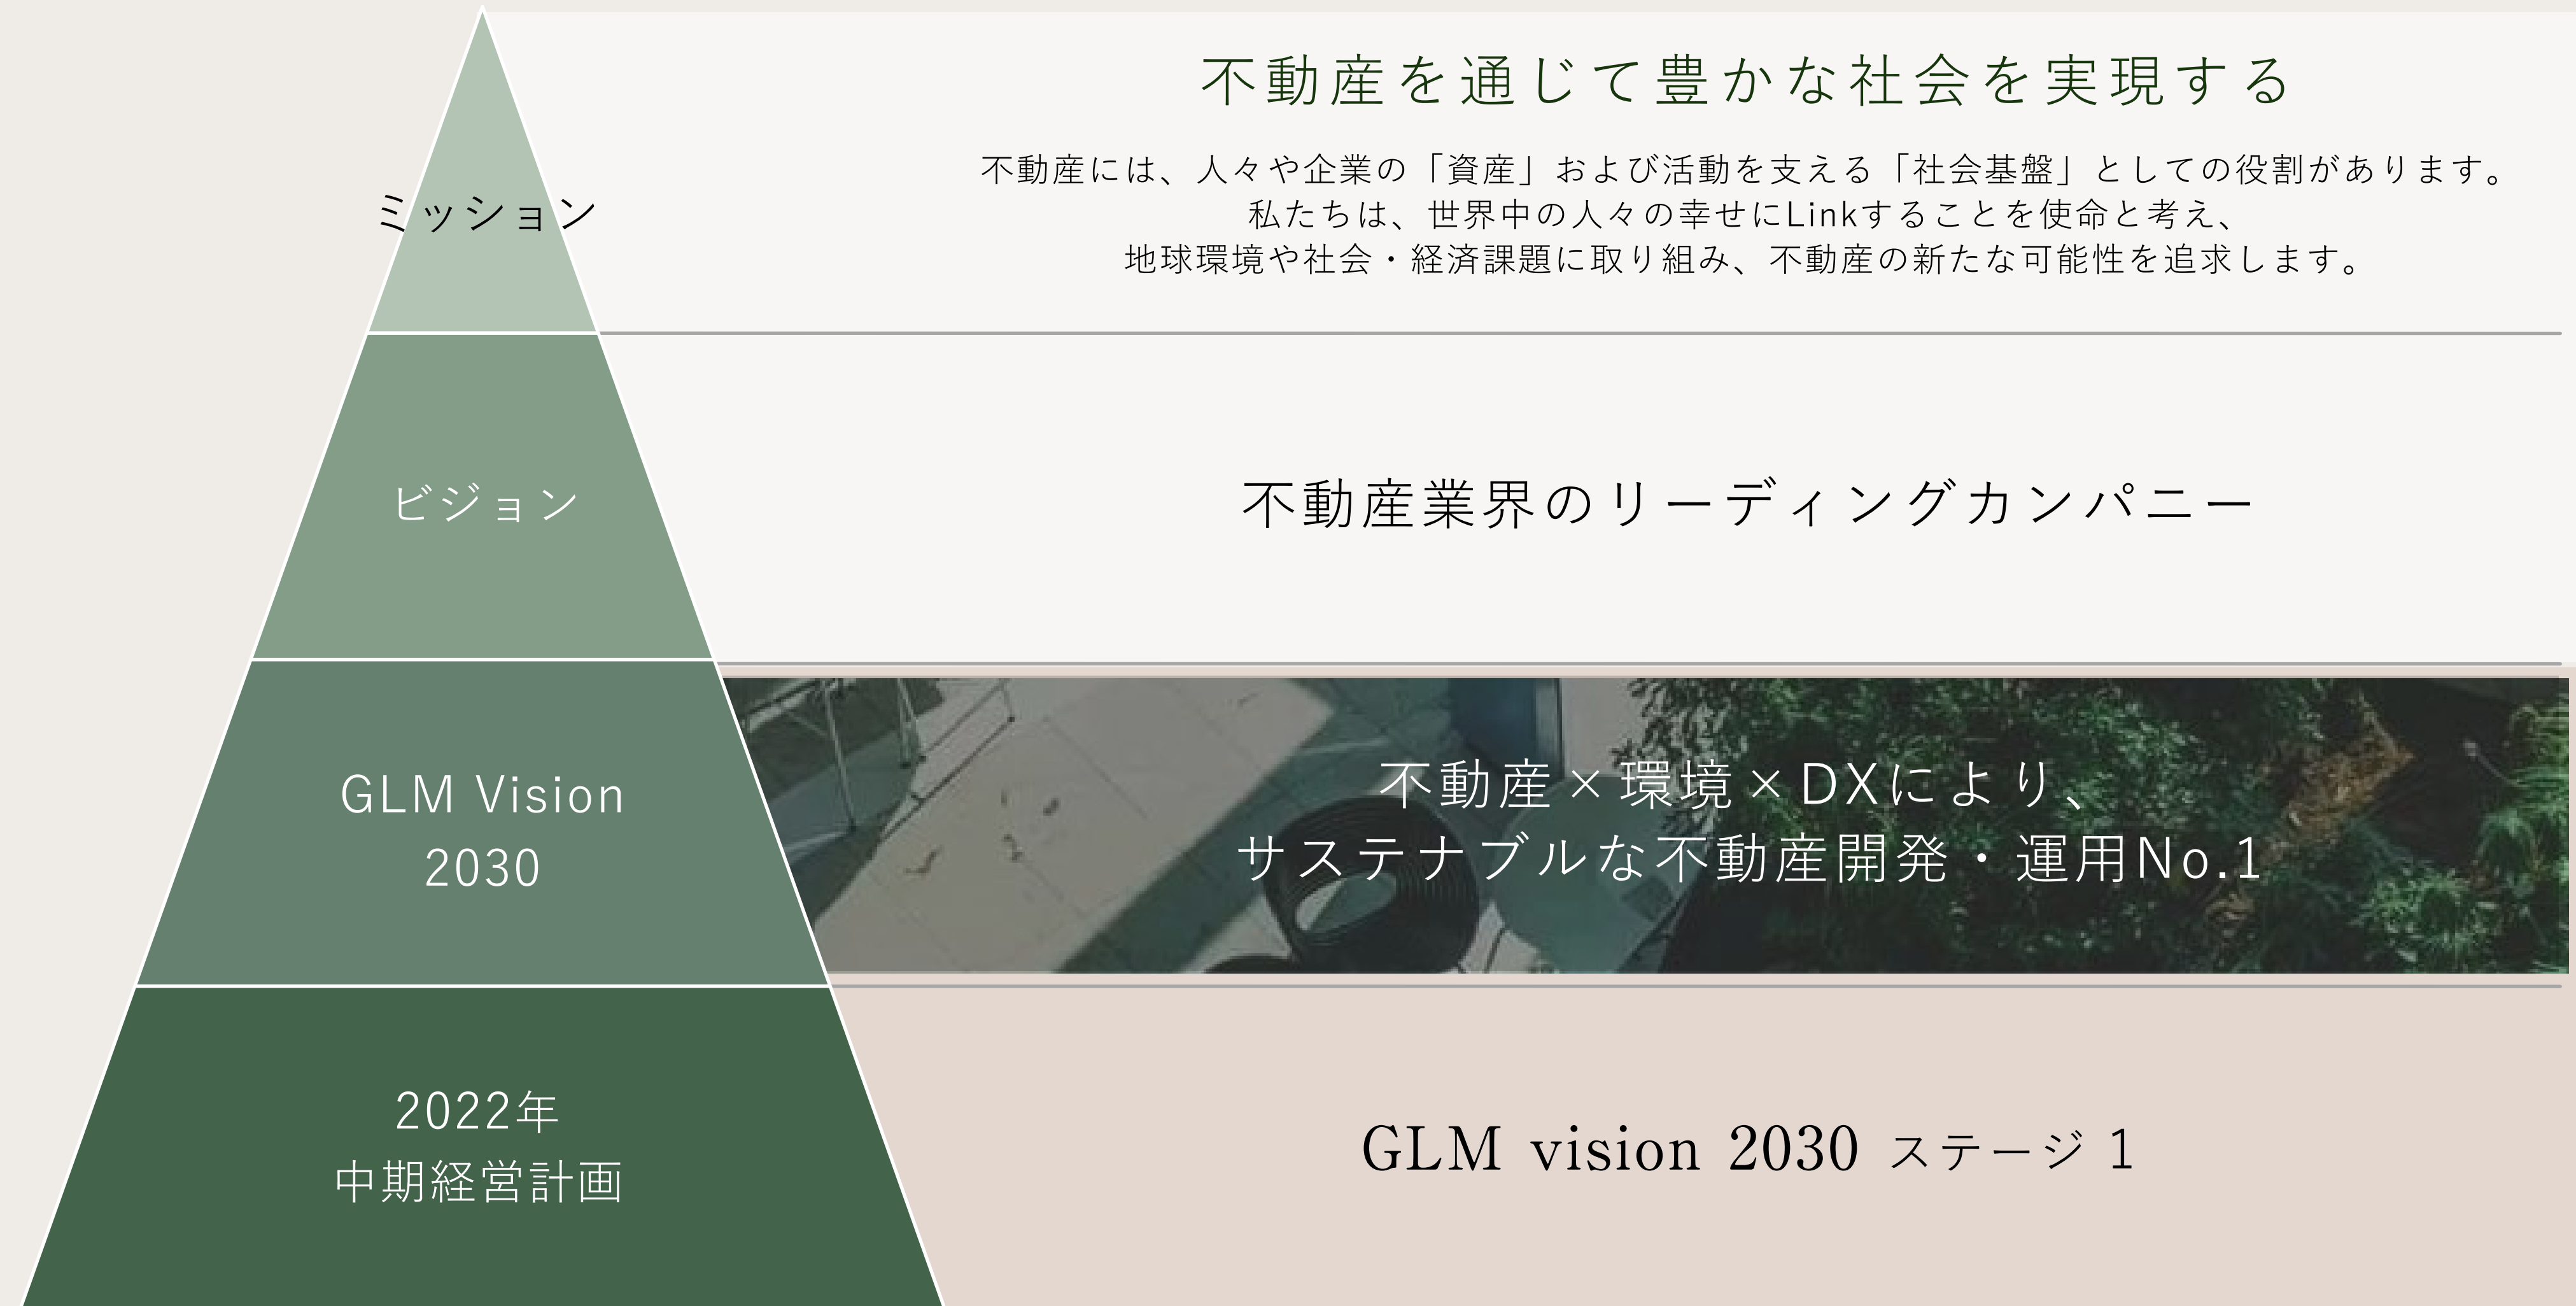 ミッション
不動産を通じて豊かな社会を実現する
不動産には、人々や企業の「資産」および活動を支える「社会基盤」としての役割があります。
私たちは、世界中の人々の幸せにLinkすることを使命と考え、
地球環境や社会・経済課題に取り組み、不動産の新たな可能性を追求します。
ビジョン
不動産業界のリーディングカンパニー
GLM Vision
2030
不動産×環境×DXにより、
サステナブルな不動産開発・運用No.1
2022年
中期経営計画
GLM vision 2030 ステージ 1